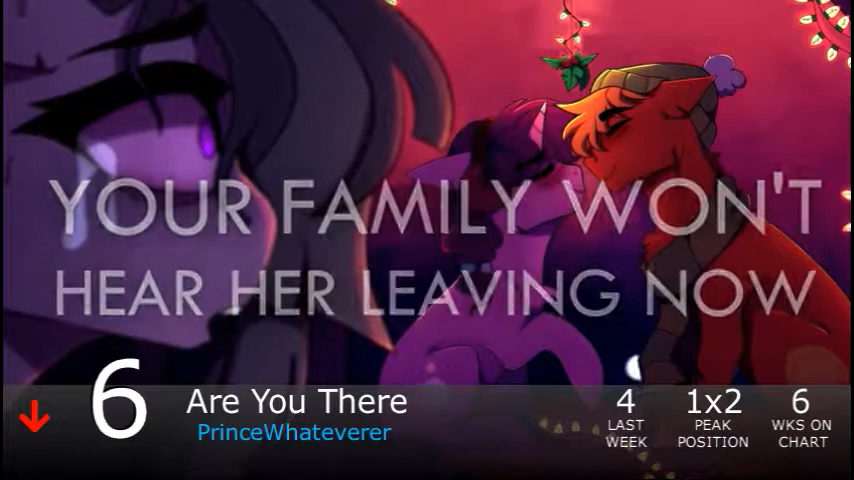 YOUR FAMILY WON'T
HEAR HER LEAVING NOW
6
Are You There
PrinceWhateverer
4
LAST
WEEK
1x2
PEAK
POSITION
6
WKS ON
CHART